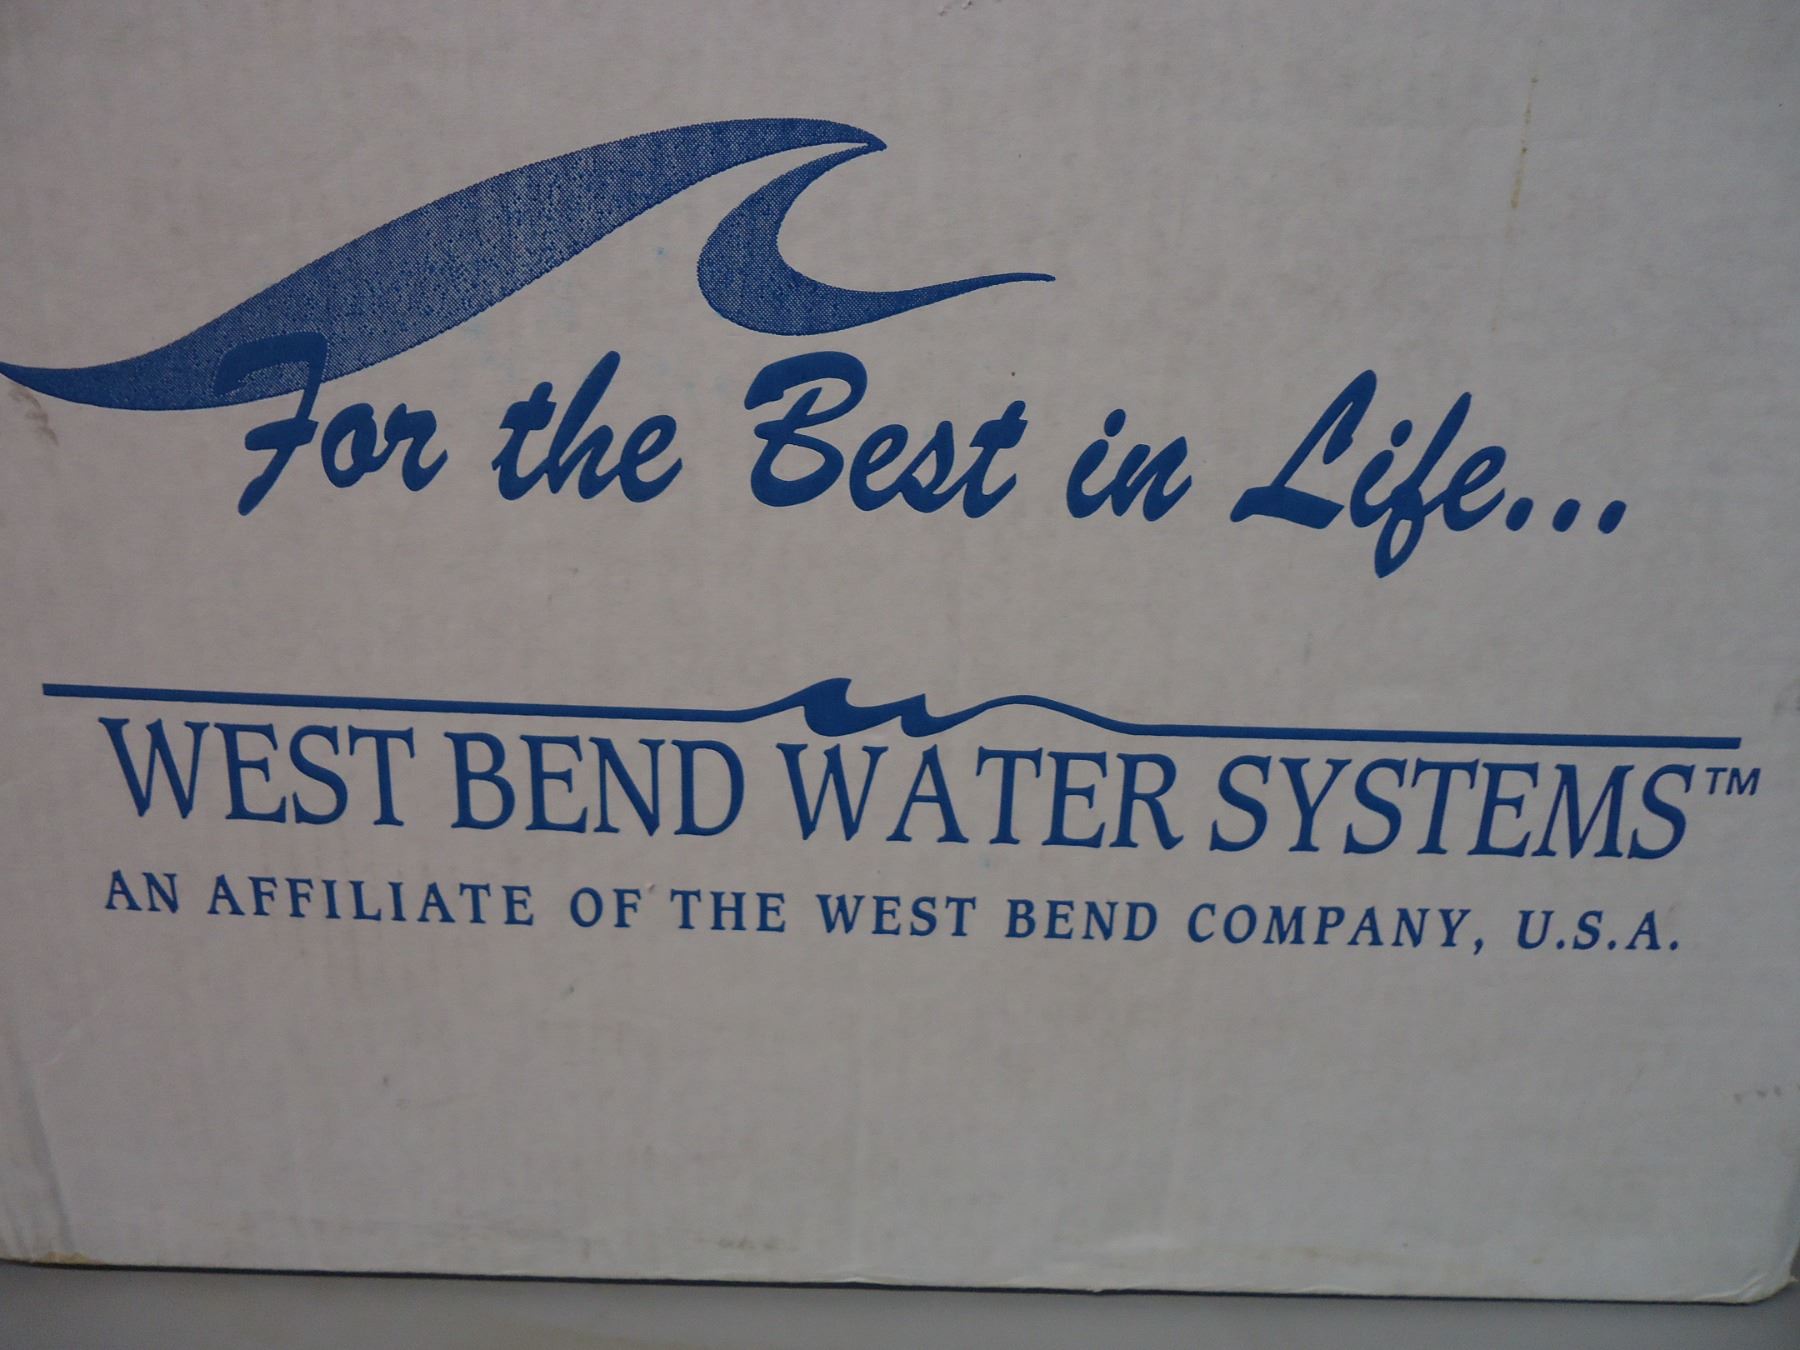 For the Best in Life...
WEST BEND WATER SYSTEMS™
AN AFFILIATE OF THE WEST BEND COMPANY, U.S.A.